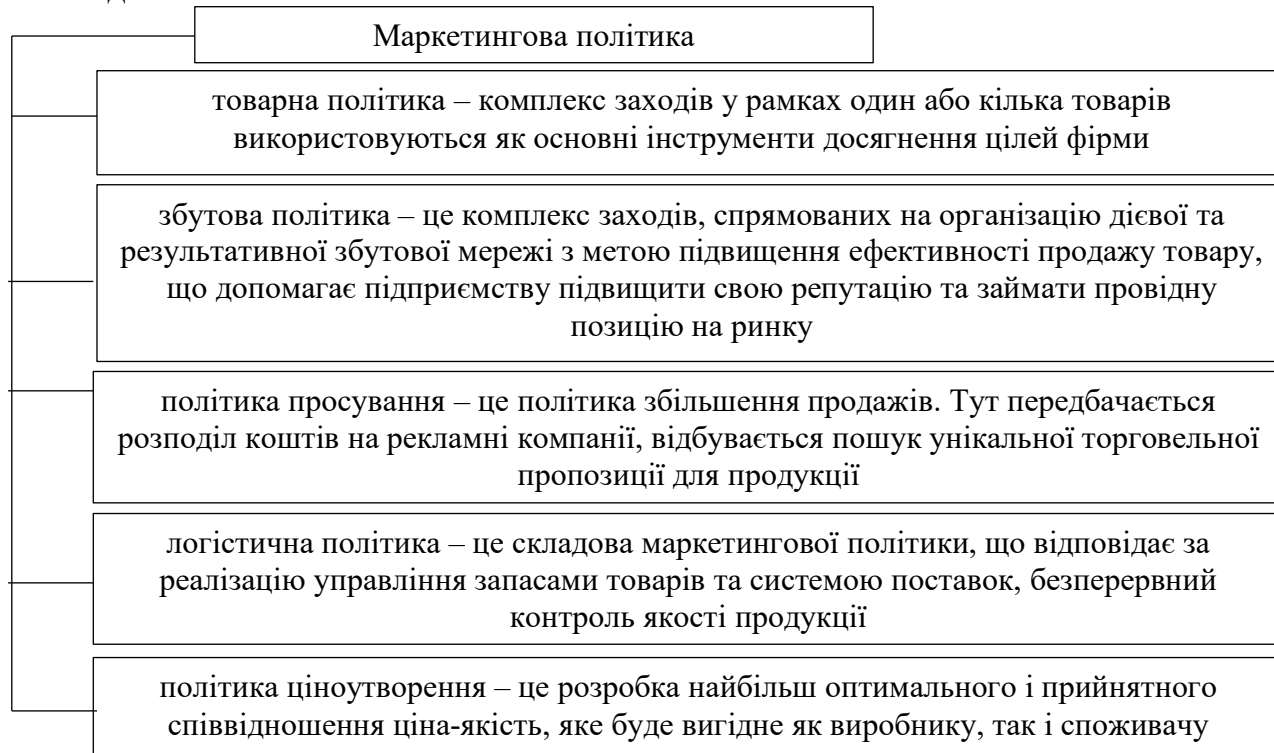 Маркетингова політика
товарна політика – комплекс заходів у рамках один або кілька товарів
використовуються як основні інструменти досягнення цілей фірми
збутова політика – це комплекс заходів, спрямованих на організацію дієвої та
результативної збутової мережі з метою підвищення ефективності продажу товару,
що допомагає підприємству підвищити свою репутацію та займати провідну
позицію на ринку
політика просування – це політика збільшення продажів. Тут передбачається
розподіл коштів на рекламні компанії, відбувається пошук унікальної торговельної
пропозиції для продукції
логістична політика – це складова маркетингової політики, що відповідає за
реалізацію управління запасами товарів та системою поставок, безперервний
контроль якості продукції
політика ціноутворення – це розробка найбільш оптимального і прийнятного
співвідношення ціна-якість, яке буде вигідне як виробнику, так і споживачу